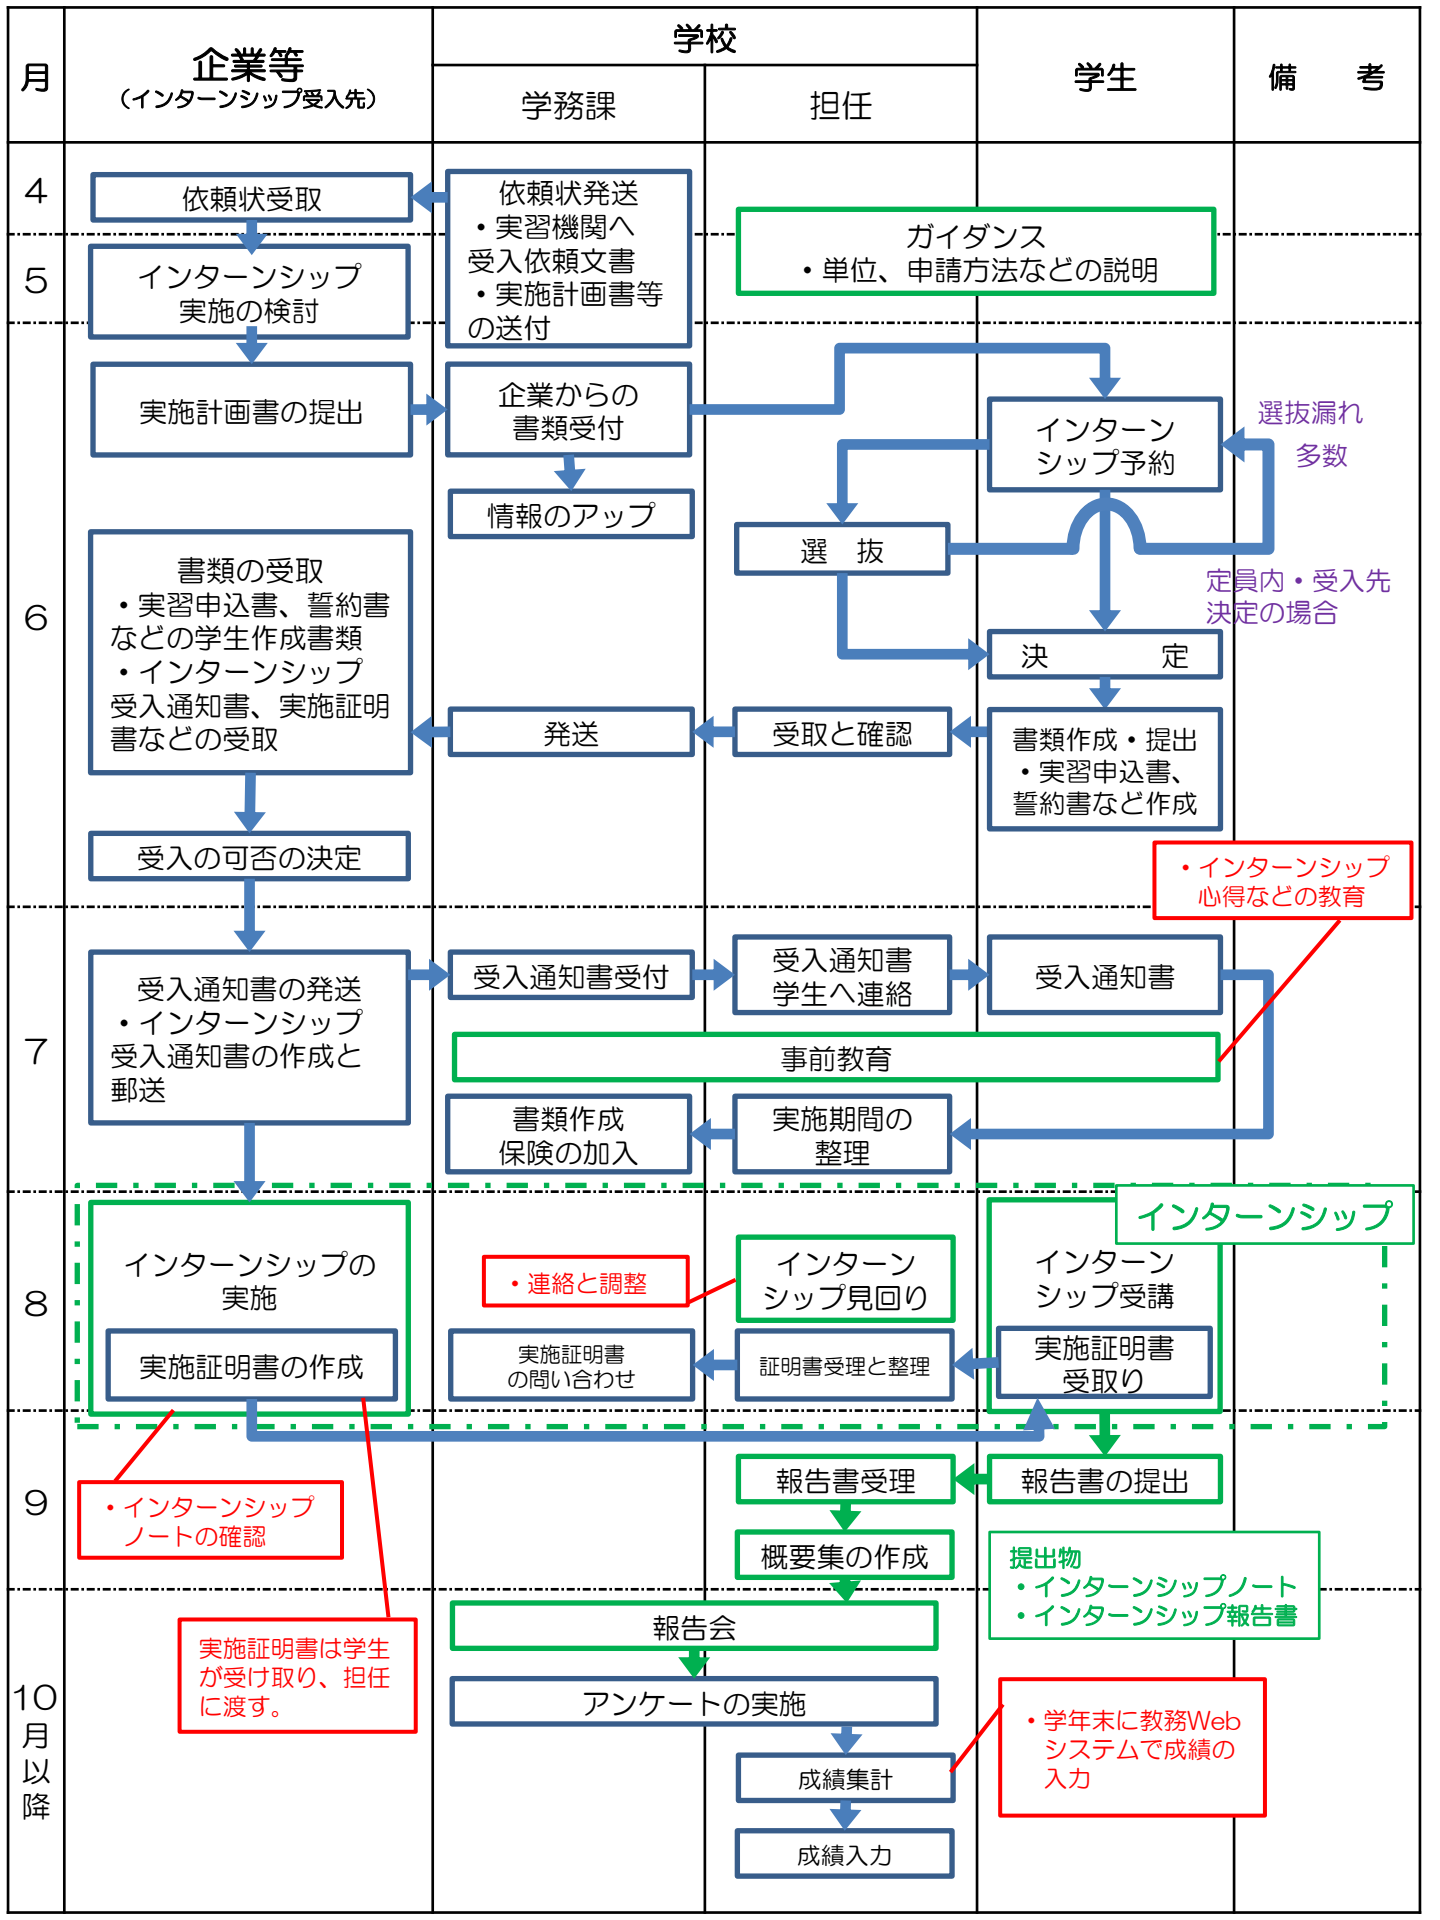 月
企業等
（インターンシップ受入先）
学校
学務課
担任
学生
備　考
4
依頼状受取
依頼状発送
・実習機関へ
受入依頼文書
・実施計画書等
の送付
ガイダンス
・単位、申請方法などの説明
5
インターンシップ
実施の検討
6
実施計画書の提出
企業からの
書類受付
情報のアップ
インターン
シップ予約
選抜漏れ
多数
選　抜
定員内・受入先
決定の場合
決　定
書類の受取
・実習申込書、誓約書
などの学生作成書類
・インターンシップ
受入通知書、実施証明
書などの受取
発送
受取と確認
書類作成・提出
・実習申込書、
誓約書など作成
受入の可否の決定
・インターンシップ
心得などの教育
7
受入通知書の発送
・インターンシップ
受入通知書の作成と
郵送
受入通知書受付
受入通知書
学生へ連絡
受入通知書
事前教育
書類作成
保険の加入
実施期間の
整理
8
インターンシップ
インターンシップの
実施
実施証明書の作成
・連絡と調整
インターン
シップ見回り
インターン
シップ受講
実施証明書
の問い合わせ
証明書受理と整理
実施証明書
受取り
9
・インターンシップ
ノートの確認
報告書受理
報告書の提出
概要集の作成
提出物
・インターンシップノート
・インターンシップ報告書
10
月
以
降
実施証明書は学生
が受け取り、担任
に渡す。
報告会
アンケートの実施
成績集計
・学年末に教務Web
システムで成績の
入力
成績入力